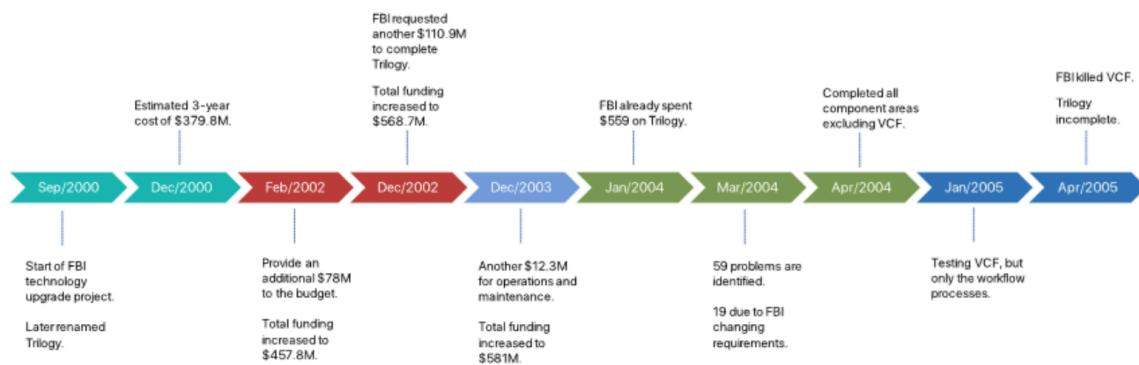 FBI requested
another $110.9M
to complete
Trilogy.
Total funding
increased to
$568.7M.
Estimated 3-year
cost of $379.8M.
FBI already spent
$559 on Trilogy.
Completed all
component areas
excluding VCF.
FBI killed VCF.
Trilogy
incomplete.
Sep/2000
Dec/2000
Feb/2002
Dec/2002
Dec/2003
Jan/2004
Mar/2004
Apr/2004
Jan/2005
Apr/2005
Start of FBI
technology
upgrade project.
Later renamed
Trilogy.
Provide an
additional $78M
to the budget.
Total funding
increased to
$457.8M.
Another $12.3M
for operations and
maintenance.
Total funding
increased to
$581M.
59 problems are
identified.
19 due to FBI
changing
requirements.
Testing VCF, but
only the workflow
processes.